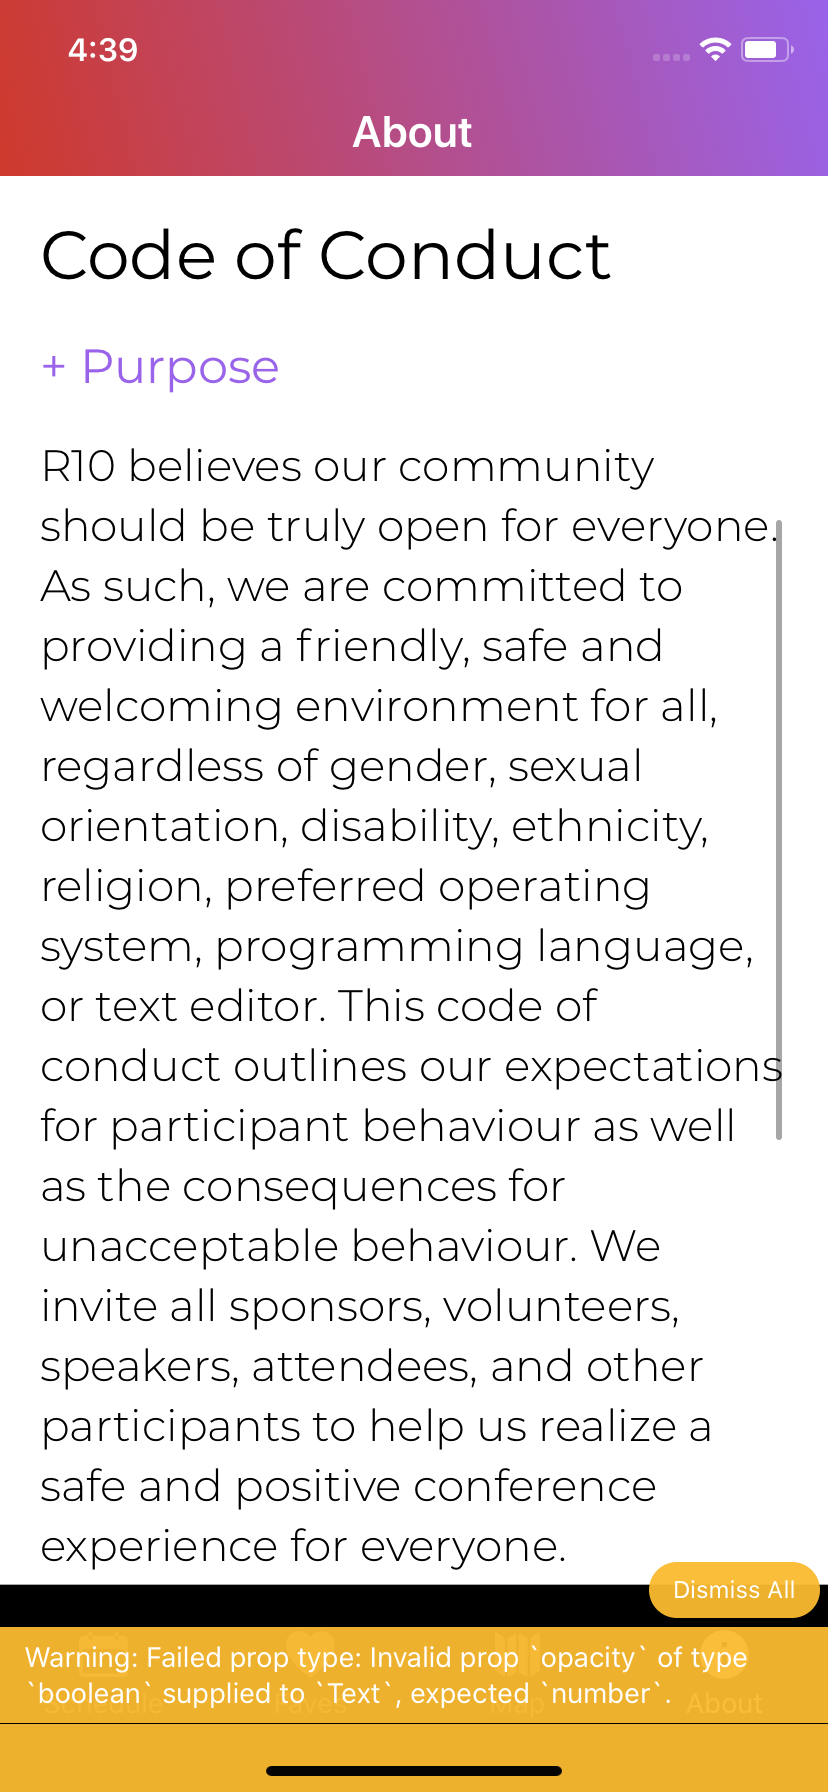 4:39
About
Code of Conduct
+ Purpose
R10 believes our community
should be truly open for everyone.
As such, we are committed to
providing a friendly, safe and
welcoming environment for all,
regardless of gender, sexual
orientation, disability, ethnicity,
religion, preferred operating
system, programming language,
or text editor. This code of
conduct outlines our expectations
for participant behaviour as well
as the consequences for
unacceptable behaviour. We
invite all sponsors, volunteers,
speakers, attendees, and other
participants to help us realize a
safe and positive conference
experience for everyone.
Dismiss All
Warning: Failed prop type: Invalid prop `opacity` of type
`boolean` supplied to `Text`, expected `number`.
Schedule Faves Map About